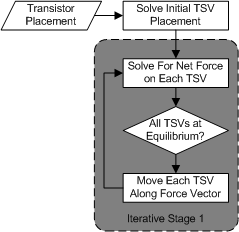 Transistor
Placement
Solve Initial TSV
Placement
Solve For Net Force
on Each TSV
All TSVs at
Equilibrium?
Move Each TSV
Along Force Vector
Iterative Stage 1